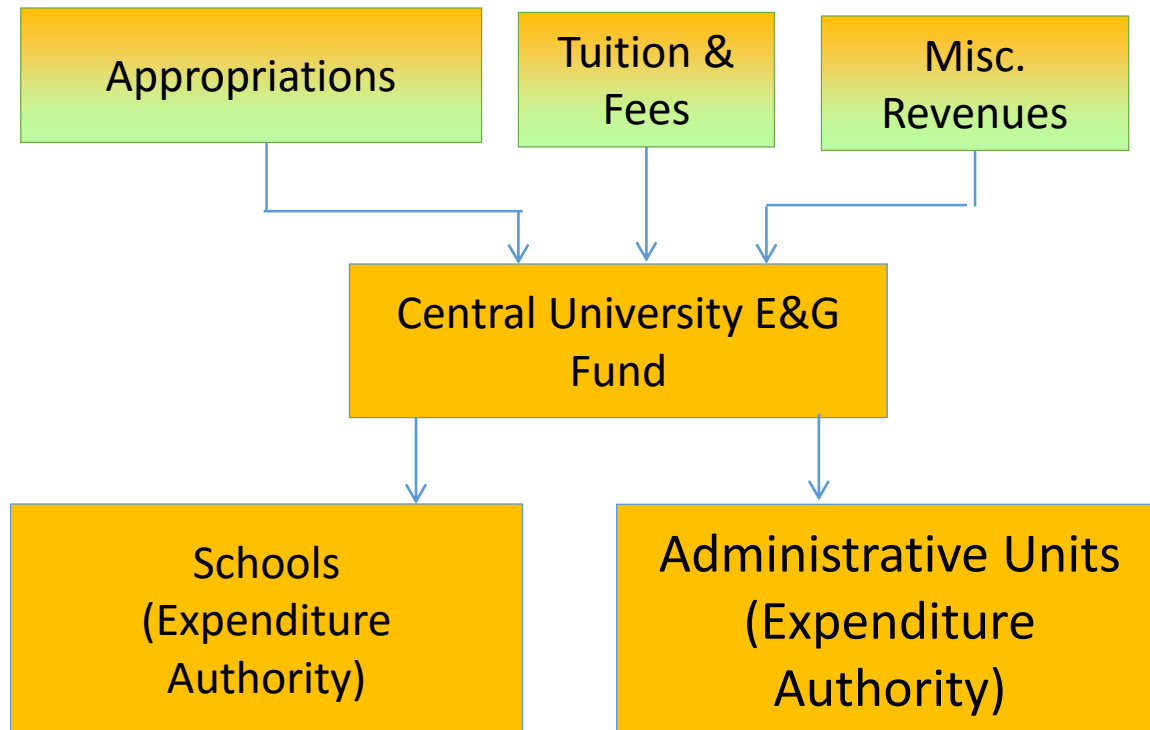 Appropriations
Tuition &
Fees
Misc.
Revenues
Central University E&G
Fund
Schools
(Expenditure
Authority)
Administrative Units
(Expenditure
Authority)